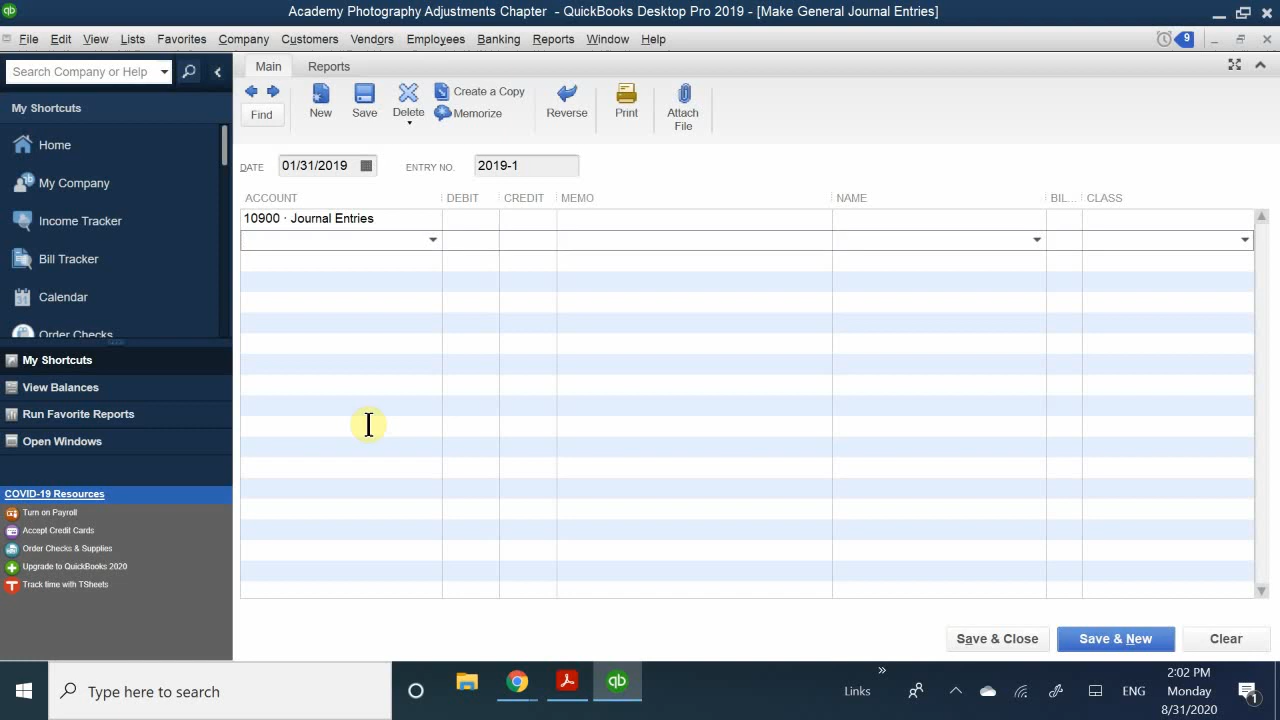 Academy Photography Adjustments Chapter - QuickBooks Desktop Pro 2019 - [Make General Journal Entries]
File Edit View Lists Favorites Company Customers Vendors Employees Banking Reports Window Help 9
Search Company or Help
My Shortcuts
Home
My Company
Income Tracker
Bill Tracker
Calendar
Order Checks
My Shortcuts
View Balances
Run Favorite Reports
Open Windows
COVID-19 Resources
Turn on Payroll
Accept Credit Cards
Order Checks & Supplies
Upgrade to QuickBooks 2020
Track time with TSheets
Main Reports
Find
New
Save
Delete
Create a Copy
Memorize
Reverse
Print
Attach
File
DATE 01/31/2019 ENTRY NO. 2019-1
ACCOUNT DEBIT CREDIT MEMO NAME BIL... CLASS
10900 · Journal Entries
Save & Close Save & New Clear
Type here to search
Links
ENG
2:02 PM
Monday
8/31/2020
1